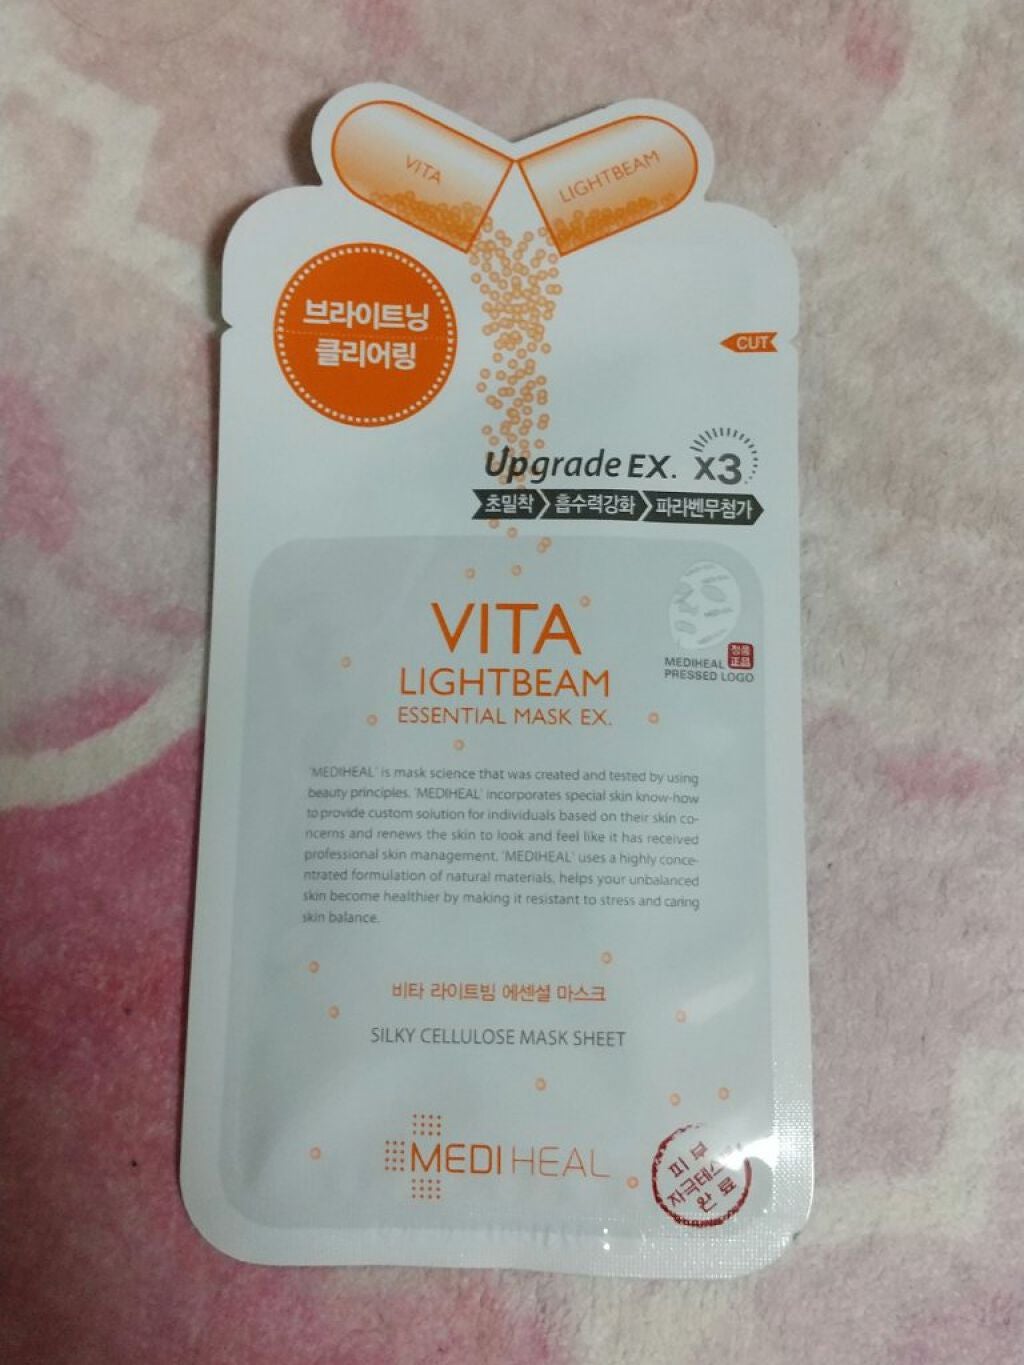 VITA
LIGHTBEAM
브라이트닝
클리어링
CUT
Upgrade EX. x3
초밀착 흡수력강화 파라벤무첨가
VITA
LIGHTBEAM
ESSENTIAL MASK EX.
정품
正品
MEDIHEAL
PRESSED LOGO
'MEDIHEAL' is mask science that was created and tested by using
beauty principles. 'MEDIHEAL' incorporates special skin know-how
to provide custom solution for individuals based on their skin co-
ncerns and renews the skin to look and feel like it has received
professional skin management. 'MEDIHEAL' uses a highly conce-
ntrated formulation of natural materials, helps your unbalanced
skin become healthier by making it resistant to stress and caring
skin balance.
비타 라이트빔 에센셜 마스크
SILKY CELLULOSE MASK SHEET
MEDIHEAL
피부
자극테스트
완료